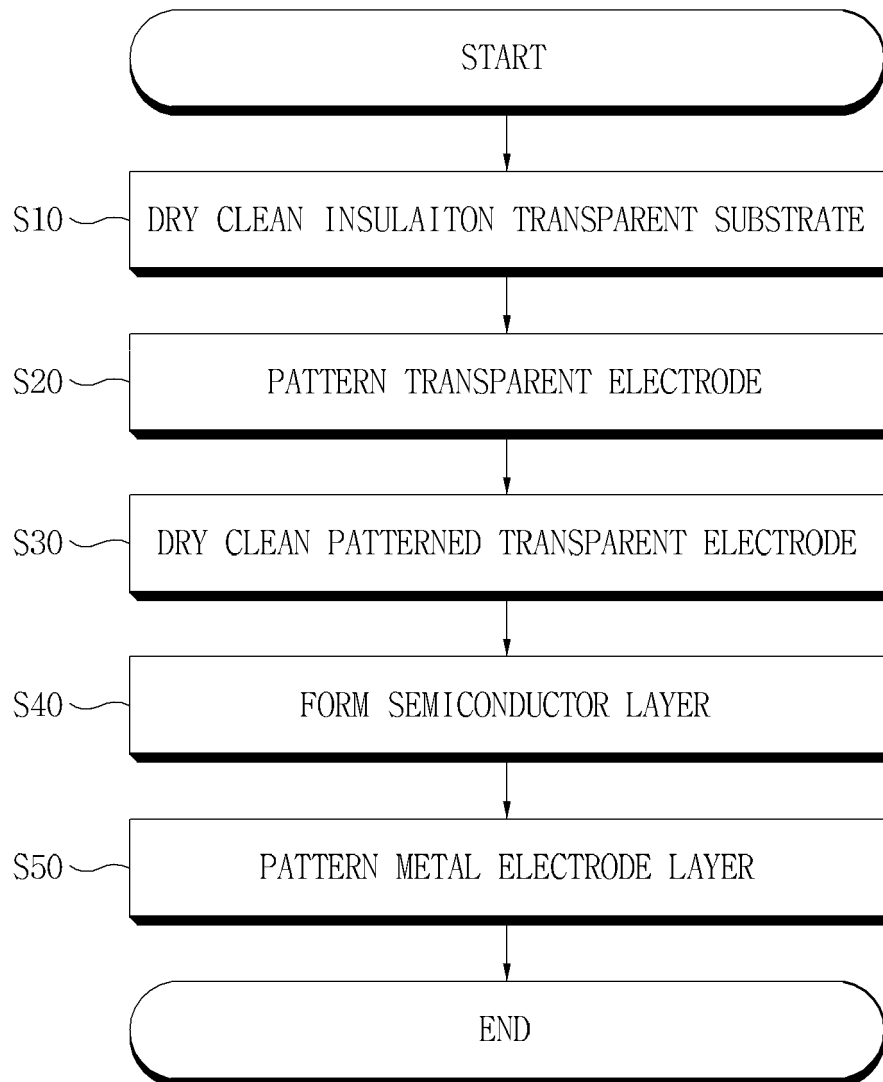 START
S10 DRY CLEAN INSULAITON TRANSPARENT SUBSTRATE
S20 PATTERN TRANSPARENT ELECTRODE
S30 DRY CLEAN PATTERNED TRANSPARENT ELECTRODE
S40 FORM SEMICONDUCTOR LAYER
S50 PATTERN METAL ELECTRODE LAYER
END